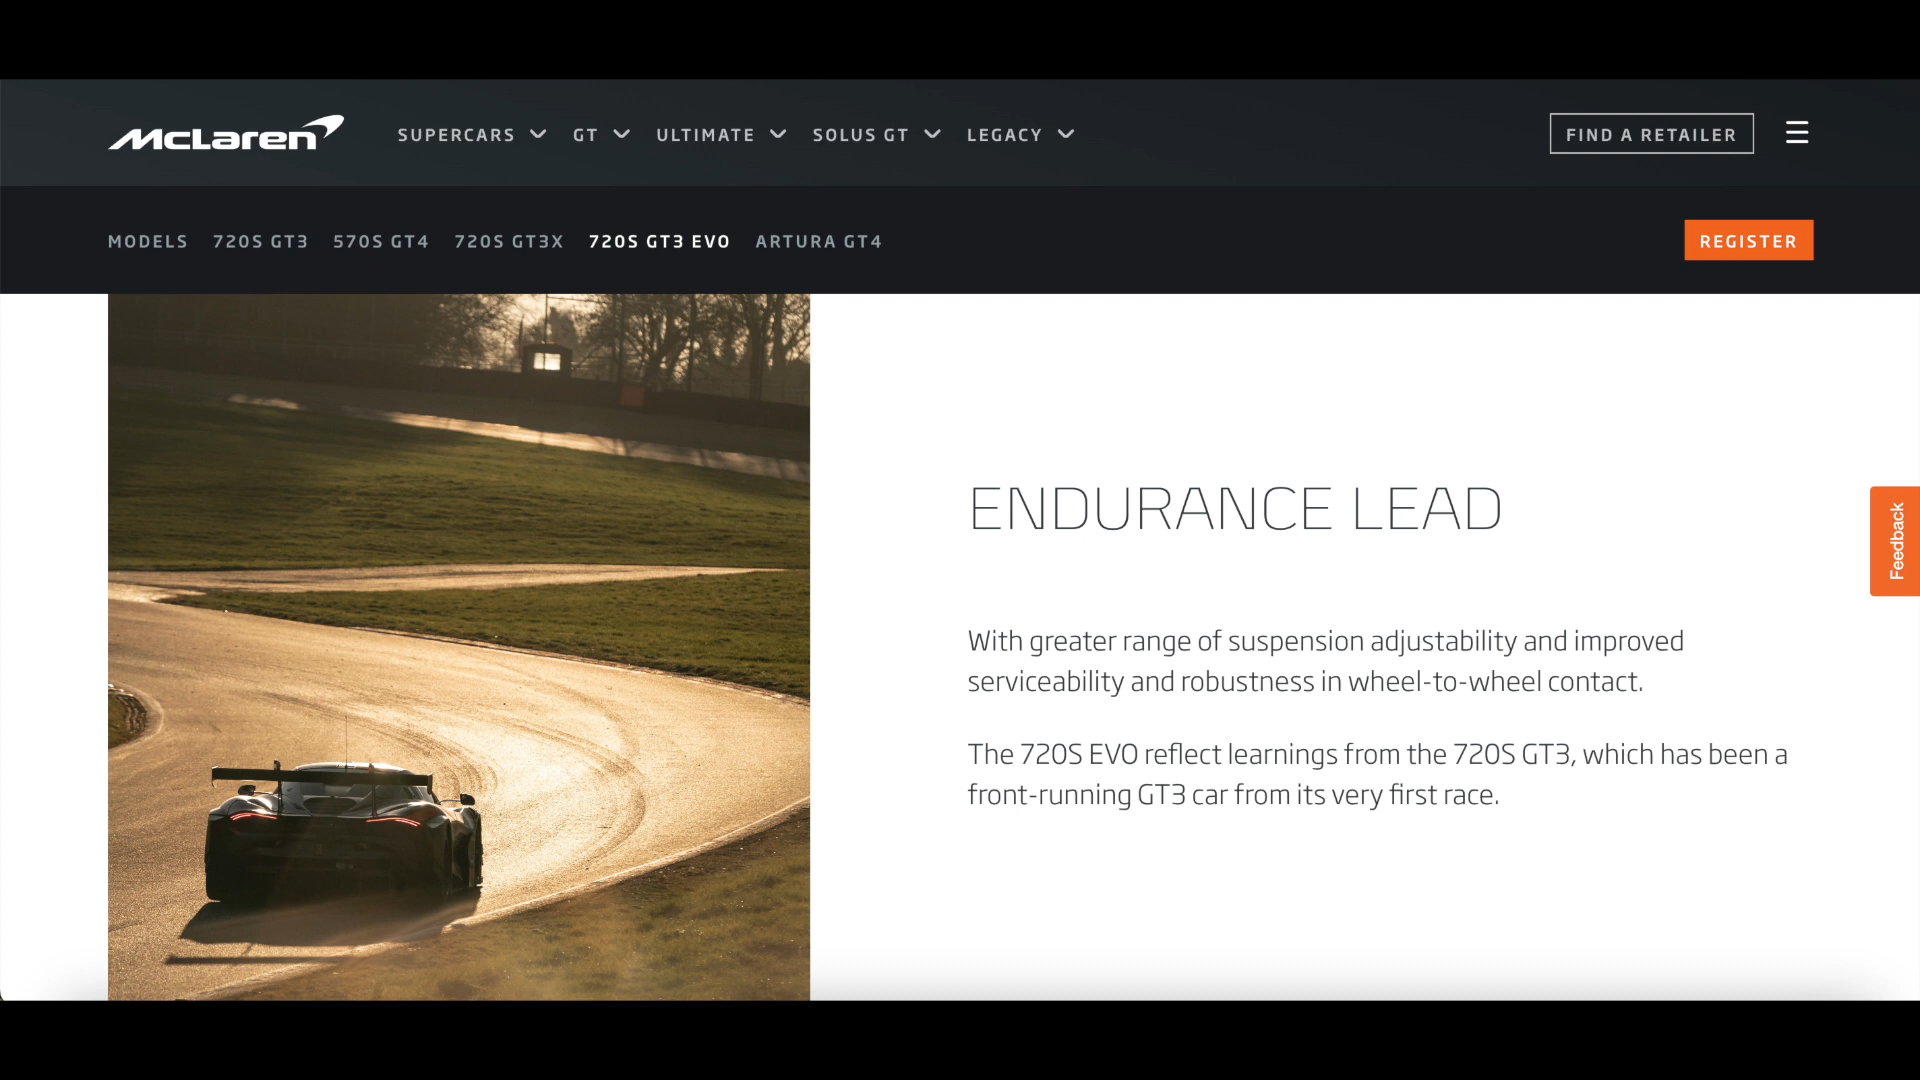 McLaren
SUPERCARS GT ULTIMATE SOLUS GT LEGACY
FIND A RETAILER
MODELS 720S GT3 570S GT4 720S GT3X 720S GT3 EVO ARTURA GT4
REGISTER
ENDURANCE LEAD
With greater range of suspension adjustability and improved
serviceability and robustness in wheel-to-wheel contact.
The 720S EVO reflect learnings from the 720S GT3, which has been a
front-running GT3 car from its very first race.
Feedback